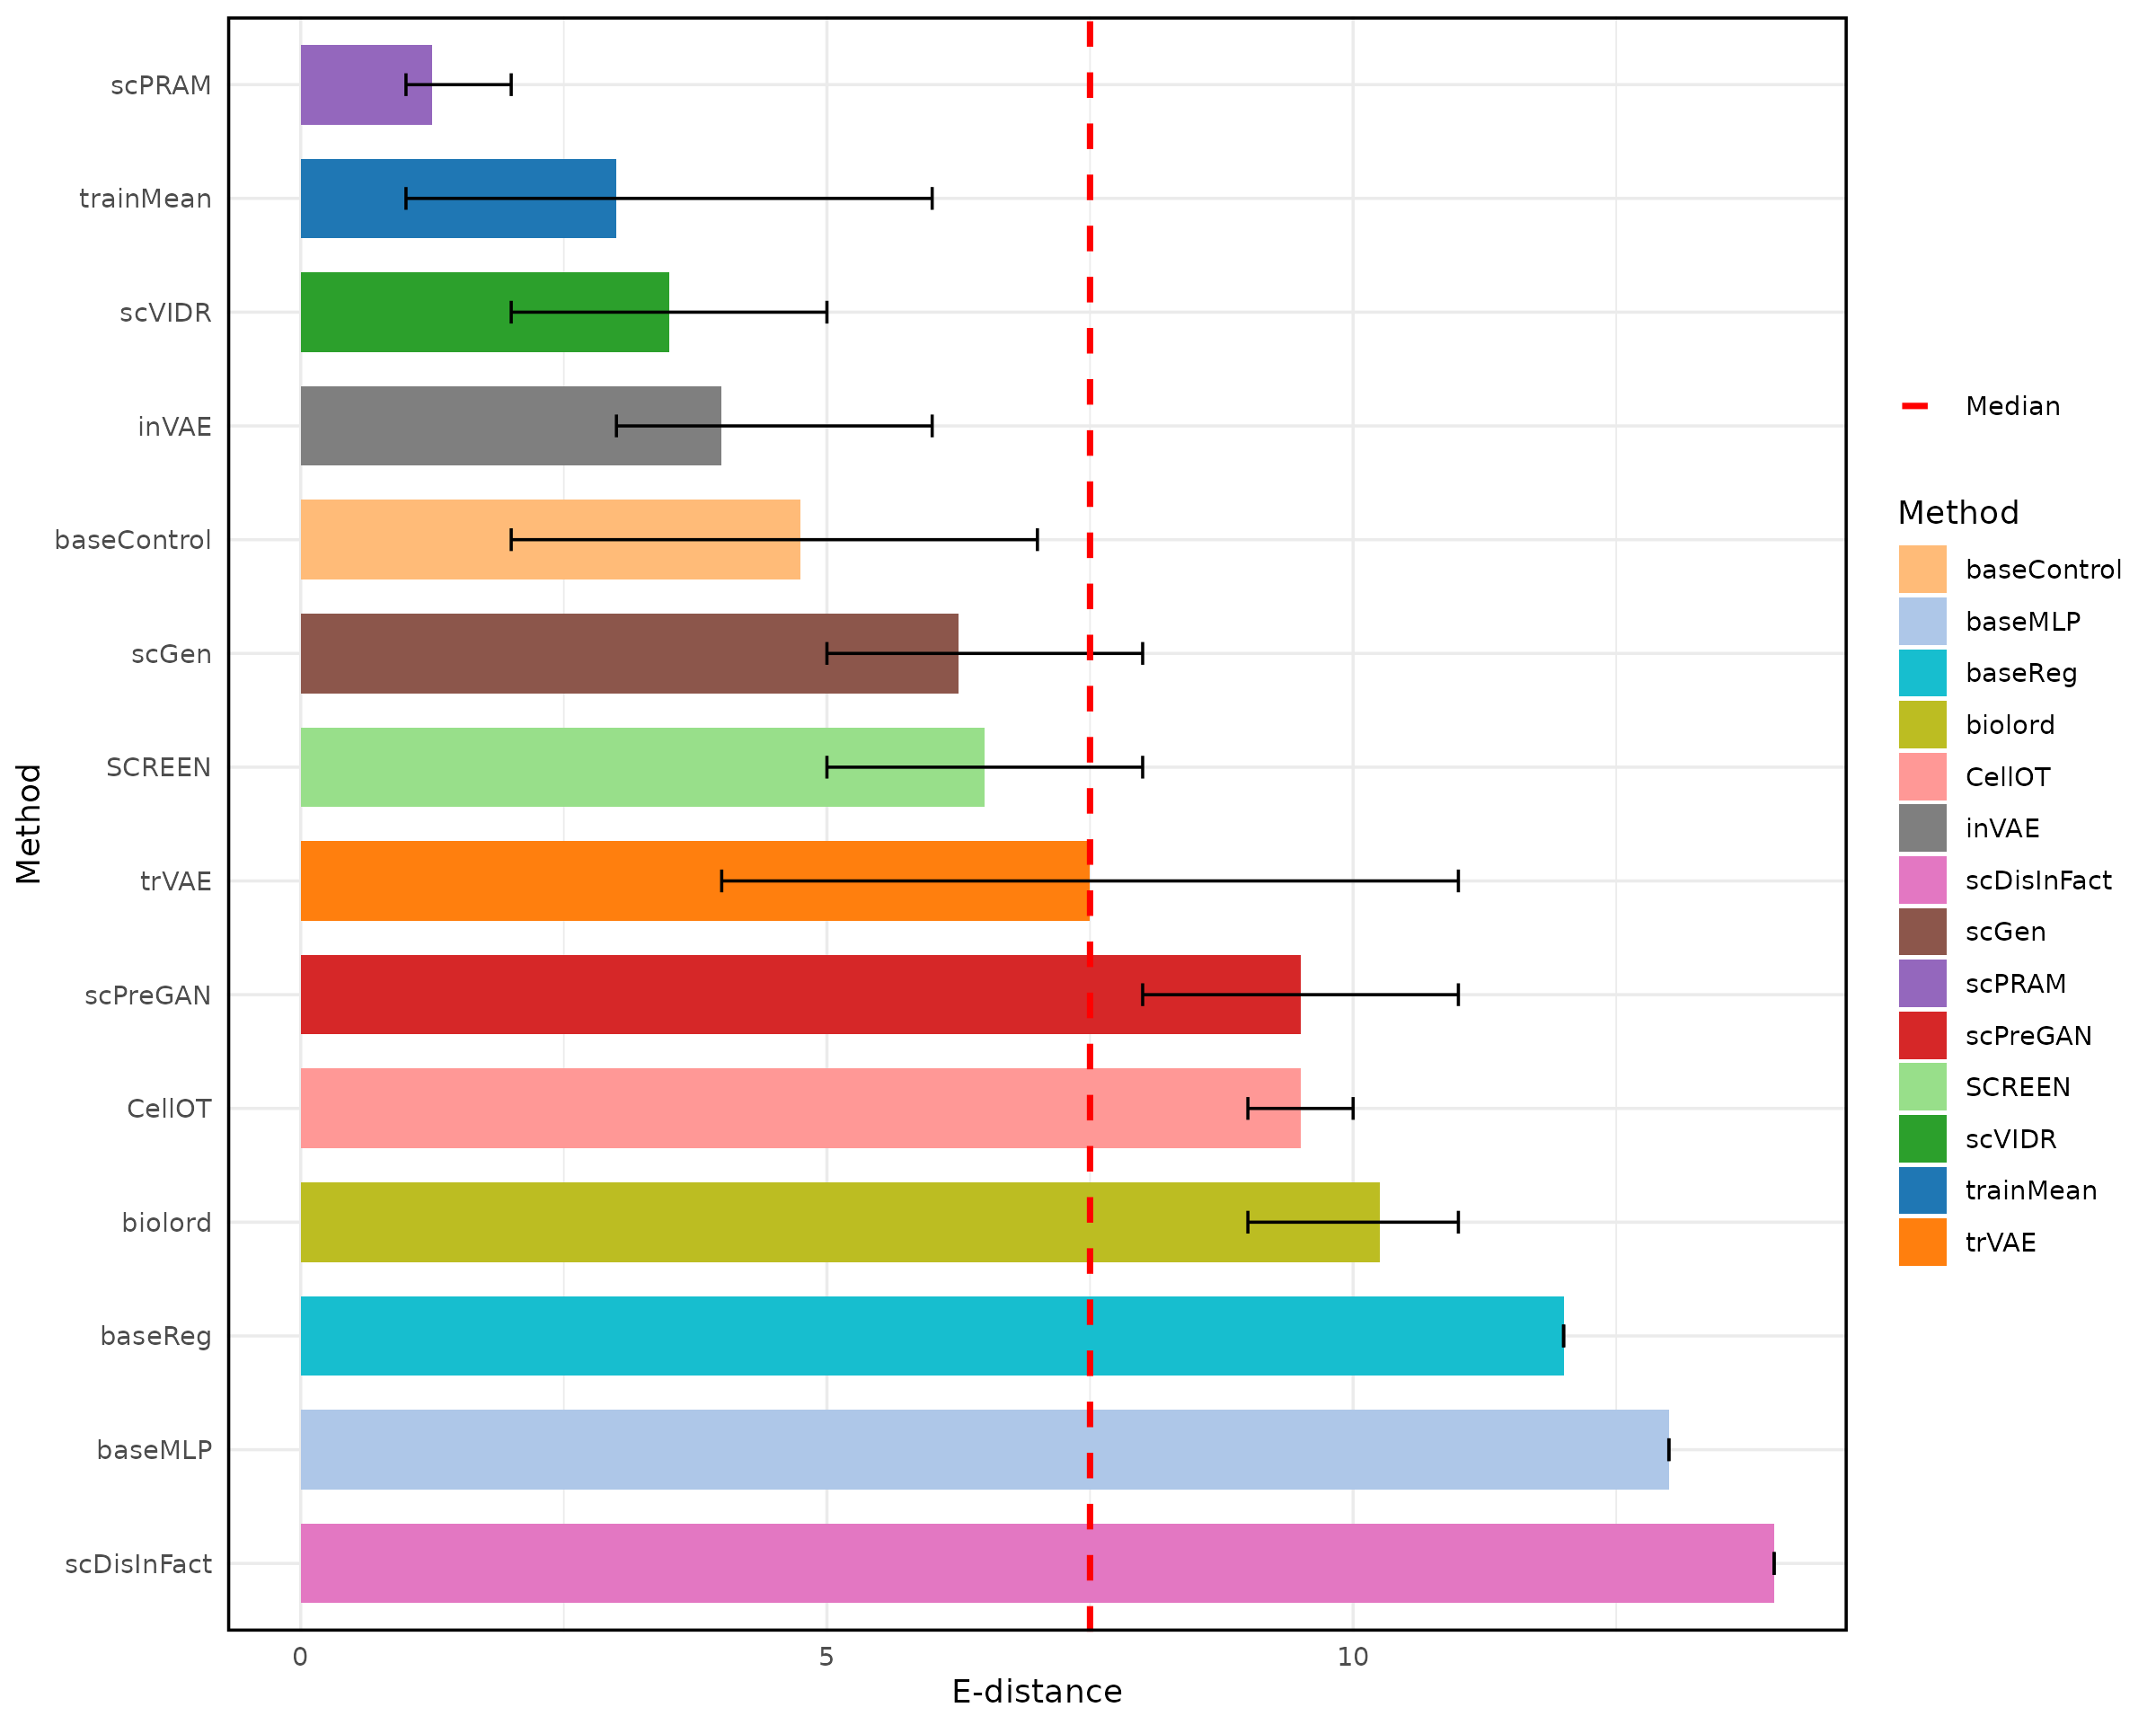 scPRAM
trainMean
scVIDR
inVAE
baseControl
scGen
SCREEN
trVAE
scPreGAN
CellOT
biolord
baseReg
baseMLP
scDisInFact
Method
0 5 10
E-distance
Median
Method
baseControl
baseMLP
baseReg
biolord
CellOT
inVAE
scDisInFact
scGen
scPRAM
scPreGAN
SCREEN
scVIDR
trainMean
trVAE